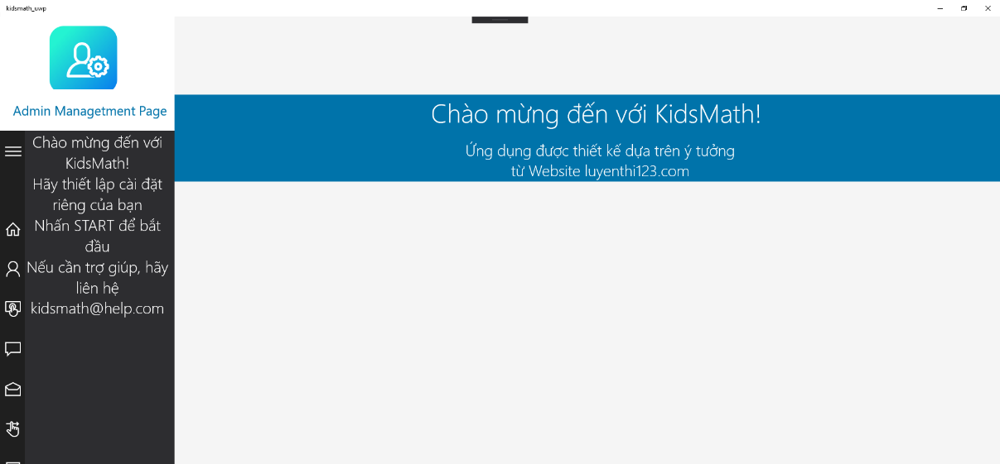 kidsmath_uwp
Admin Managetment Page
Chào mừng đến với
KidsMath!
Hãy thiết lập cài đặt
riêng của bạn
Nhấn START để bắt
đầu
Nếu cần trợ giúp, hãy
liên hệ
kidsmath@help.com
Chào mừng đến với KidsMath!
Ứng dụng được thiết kế dựa trên ý tưởng
từ Website luyenthi123.com